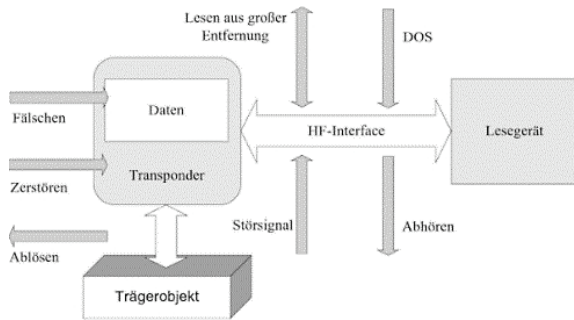 Lesen aus großer
Entfernung
DOS
Fälschen
Daten
HF-Interface
Lesegerät
Zerstören
Transponder
Störsignal
Abhören
Ablösen
Trägerobjekt